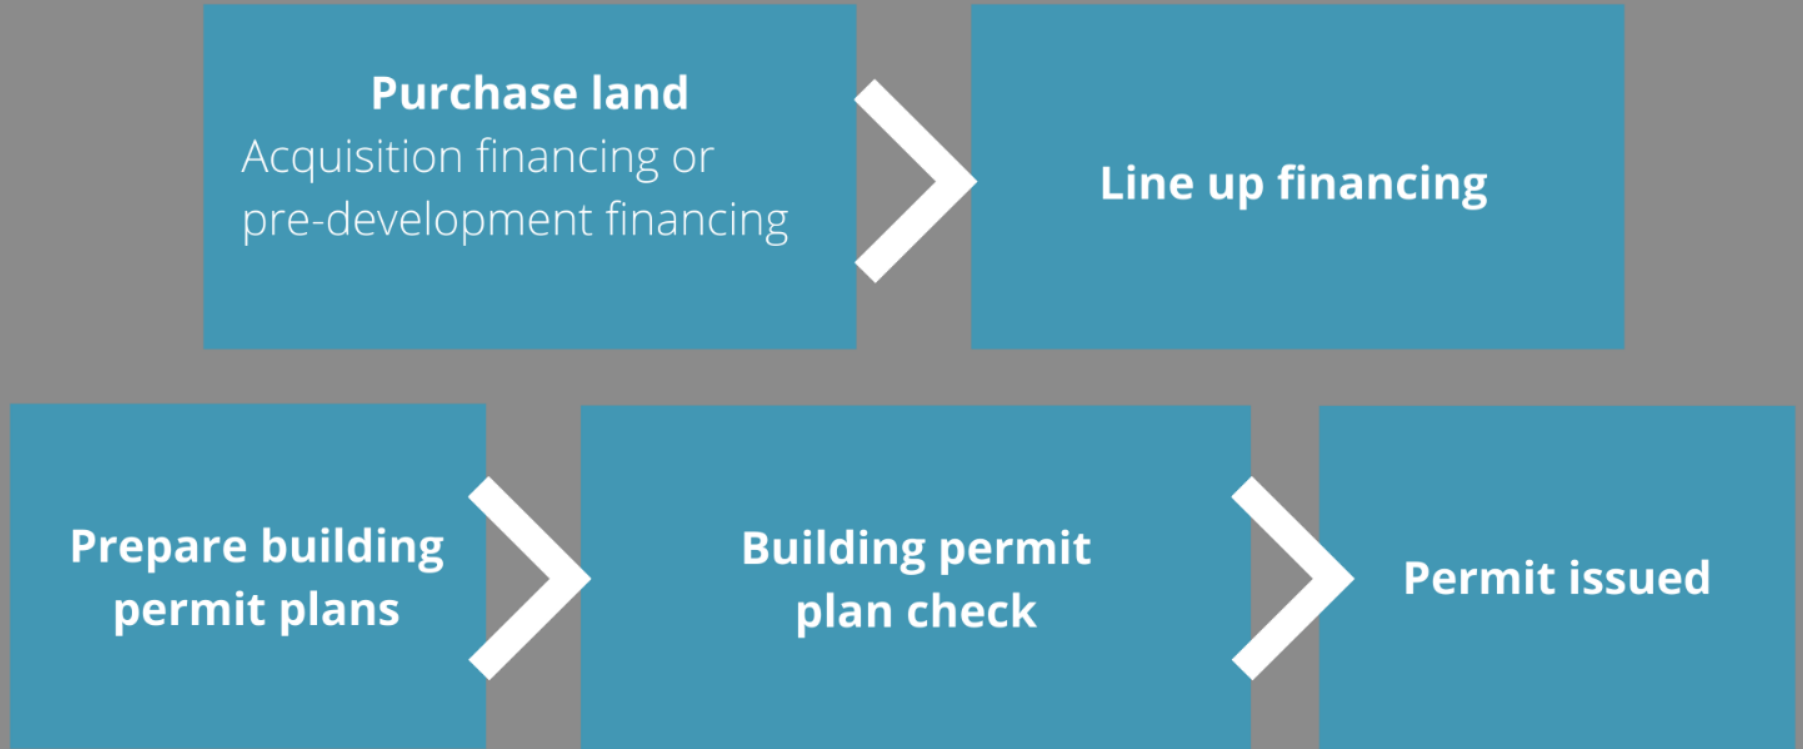 Purchase land
Acquisition financing or
pre-development financing
Line up financing
Prepare building
permit plans
Building permit
plan check
Permit issued